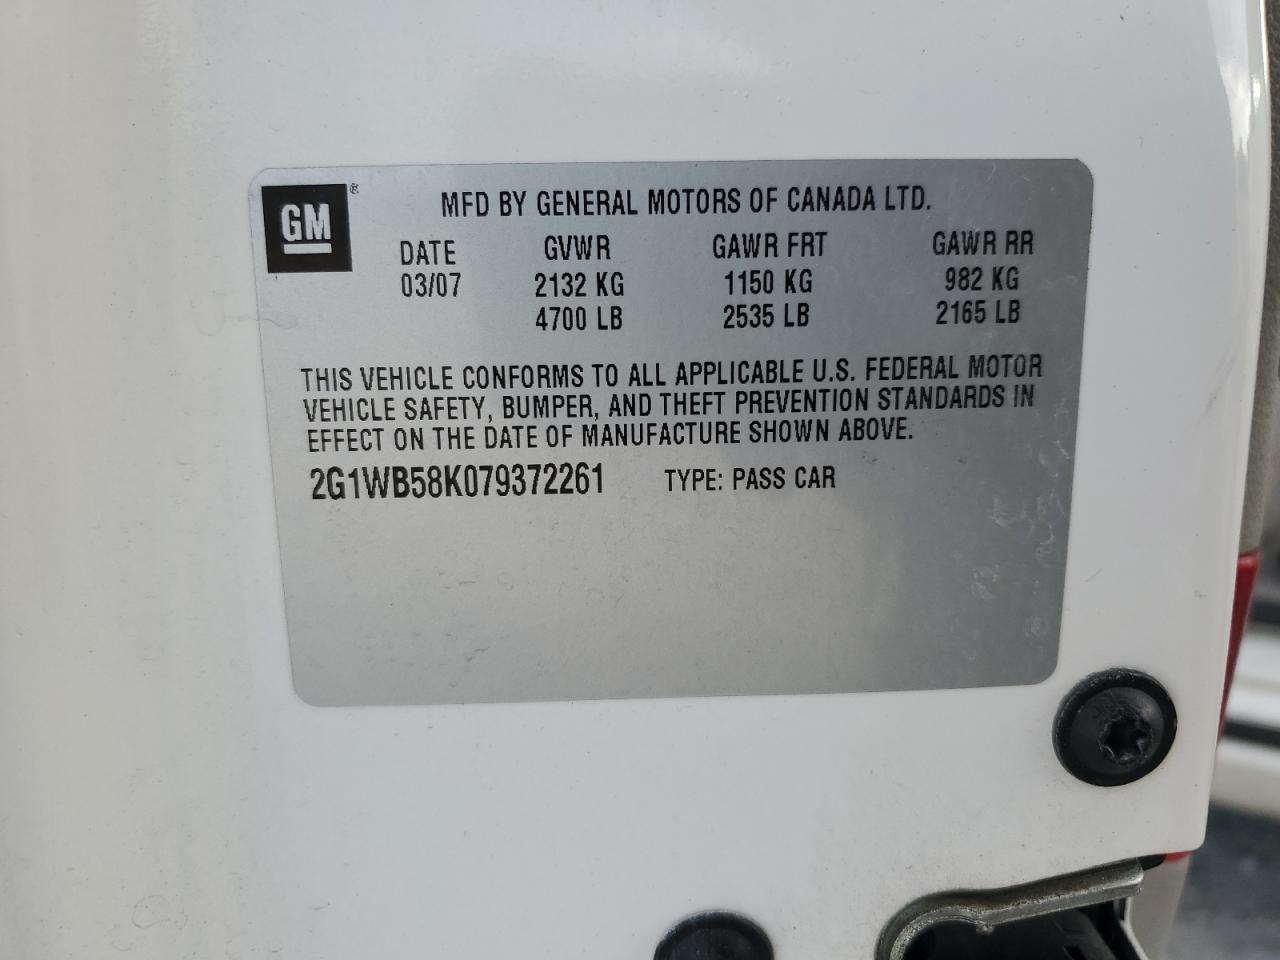 GM®
MFD BY GENERAL MOTORS OF CANADA LTD.
DATE GVWR GAWR FRT GAWR RR
03/07 2132 KG 1150 KG 982 KG
4700 LB 2535 LB 2165 LB
THIS VEHICLE CONFORMS TO ALL APPLICABLE U.S. FEDERAL MOTOR
VEHICLE SAFETY, BUMPER, AND THEFT PREVENTION STANDARDS IN
EFFECT ON THE DATE OF MANUFACTURE SHOWN ABOVE.
2G1WB58K079372261 TYPE: PASS CAR